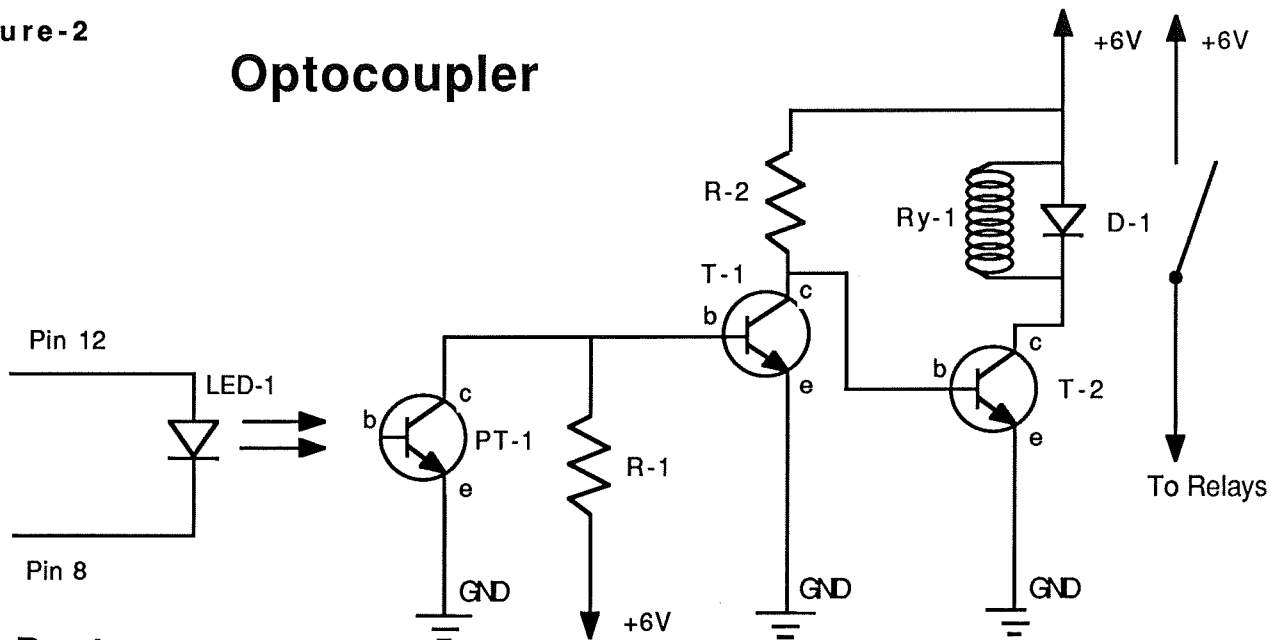 ure-2
Optocoupler
+6V
+6V
R-2
Ry-1
D-1
T-1
c
b
e
Pin 12
LED-1
c
b
PT-1
e
R-1
c
b
T-2
e
To Relays
Pin 8
GND
+6V
GND
GND